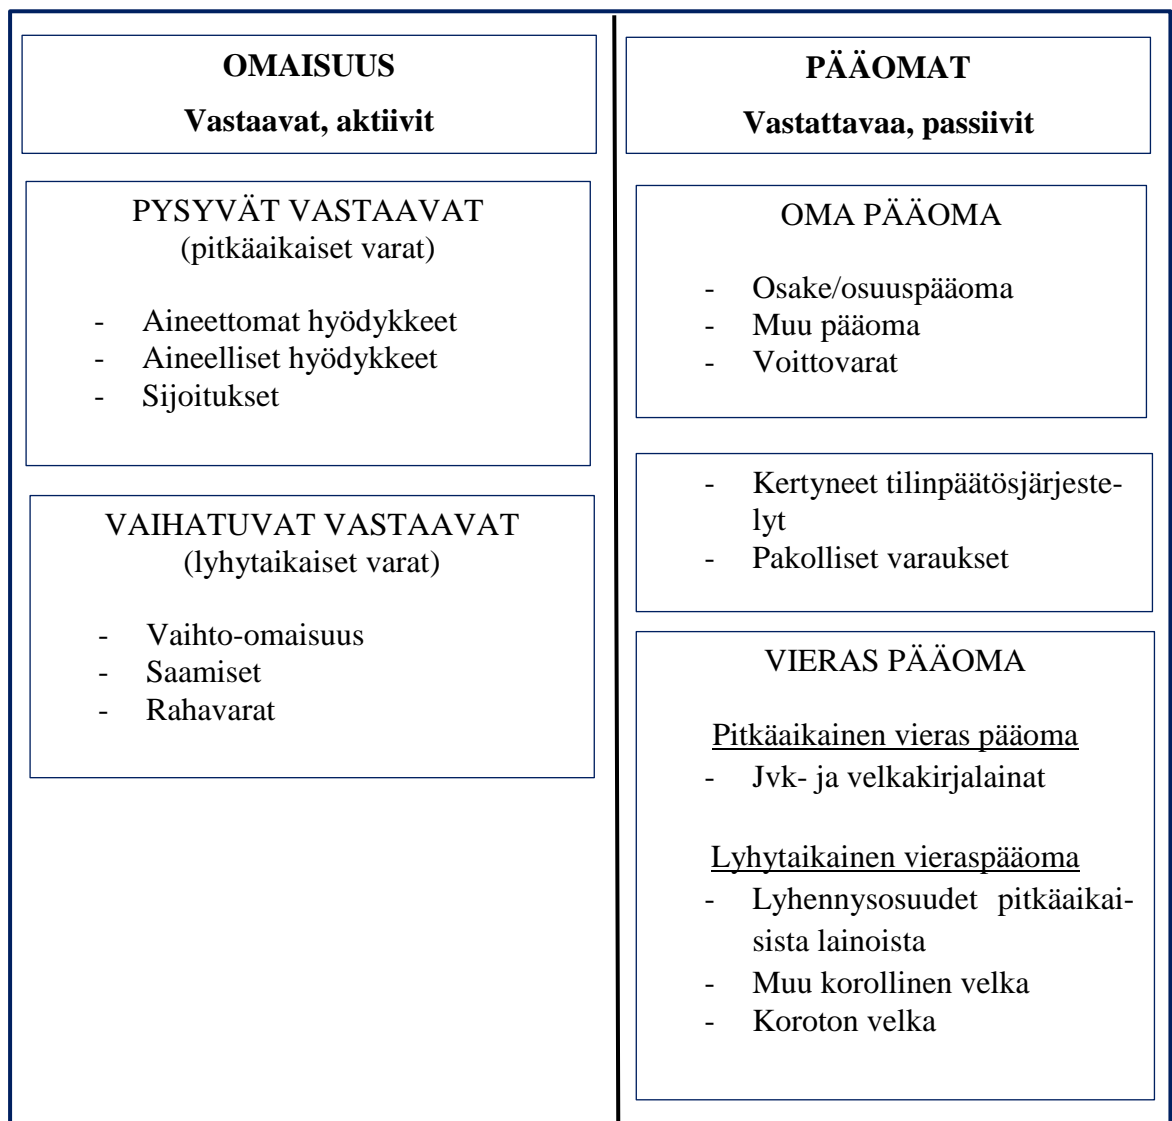 OMAISUUS
Vastaavat, aktiivit
PYSYVÄT VASTAAVAT
(pitkäaikaiset varat)
- Aineettomat hyödykkeet
- Aineelliset hyödykkeet
- Sijoitukset
VAIHATUVAT VASTAAVAT
(lyhytaikaiset varat)
- Vaihto-omaisuus
- Saamiset
- Rahavarat
PÄÄOMAT
Vastattavaa, passiivit
OMA PÄÄOMA
- Osake/osuuspääoma
- Muu pääoma
- Voittovarat
- Kertyneet tilinpäätösjärjeste-
lyt
- Pakolliset varaukset
VIERAS PÄÄOMA
Pitkäaikainen vieras pääoma
- Jvk- ja velkakirjalainat
Lyhytaikainen vieraspääoma
- Lyhennysosuudet pitkäaikai-
sista lainoista
- Muu korollinen velka
- Koroton velka